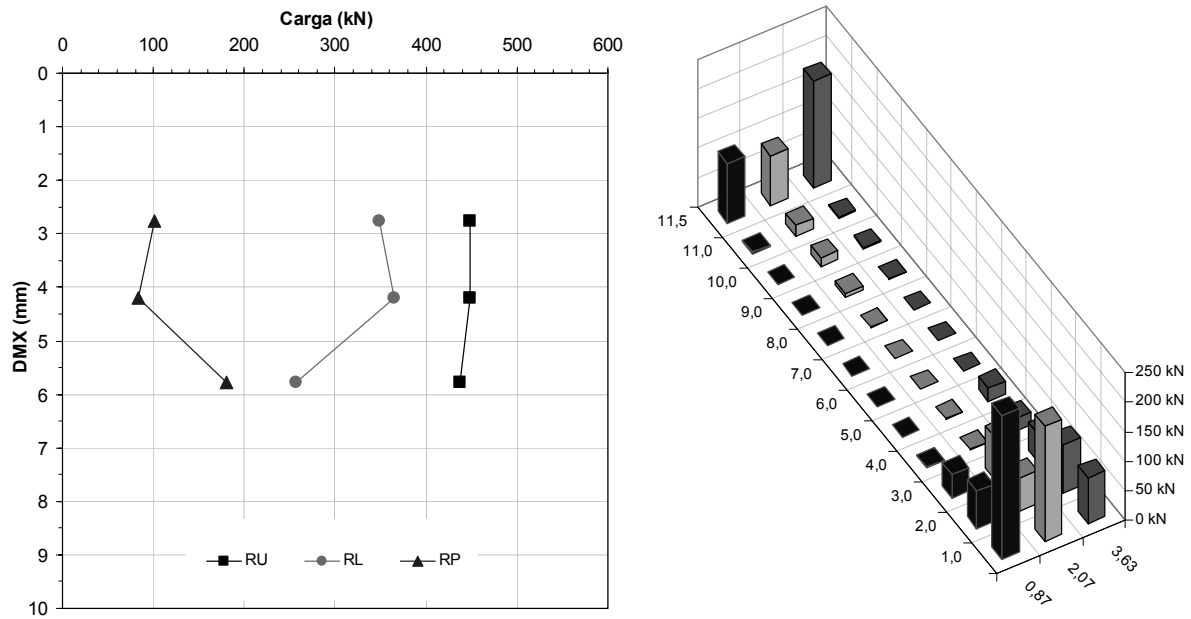 Carga (kN)
0 100 200 300 400 500 600
0
1
2
3
4
5
6
7
8
9
10
DMX (mm)
RU RL RP
11,5
11,0
10,0
9,0
8,0
7,0
6,0
5,0
4,0
3,0
2,0
1,0
0,87
2,07
3,63
250 kN
200 kN
150 kN
100 kN
50 kN
0 kN